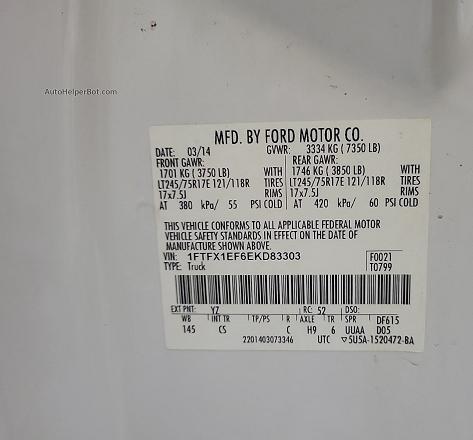 AutoHelperBot.com
MFD. BY FORD MOTOR CO.
DATE: 03/14 GVWR: 3334 KG ( 7350 LB)
FRONT GAWR: REAR GAWR:
1701 KG ( 3750 LB) WITH 1746 KG ( 3850 LB) WITH
LT245/75R17E 121/118R TIRES LT245/75R17E 121/118R TIRES
17x7.5J RIMS 17x7.5J RIMS
AT 380 kPa/ 55 PSI COLD AT 420 kPa/ 60 PSI COLD
THIS VEHICLE CONFORMS TO ALL APPLICABLE FEDERAL MOTOR
VEHICLE SAFETY STANDARDS IN EFFECT ON THE DATE OF
MANUFACTURE SHOWN ABOVE.
VIN: 1FTFX1EF6EKD83303 F0021
TYPE: Truck T0799
EXT PNT: YZ RC: 52 DSO:
WB INT TR TP/PS R AXLE TR SPR DF615
145 CS C H9 6 UUAA D05
2201403073346 UTC ▽5U5A-1520472-BA